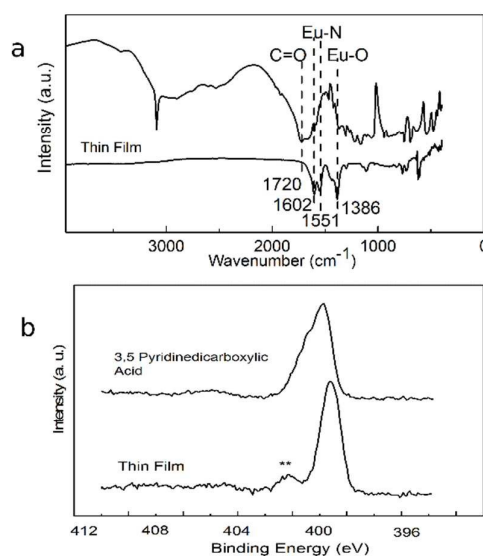 a
Eu-N
C=O
Eu-O
Thin Film
1720
1602
1551
1386
3000
2000
1000
0
Wavenumber (cm-1)
Intensity (a.u.)
b
3,5 Pyridinedicarboxylic
Acid
Thin Film
**
412
408
404
400
396
Binding Energy (eV)
Intensity (a. u.)